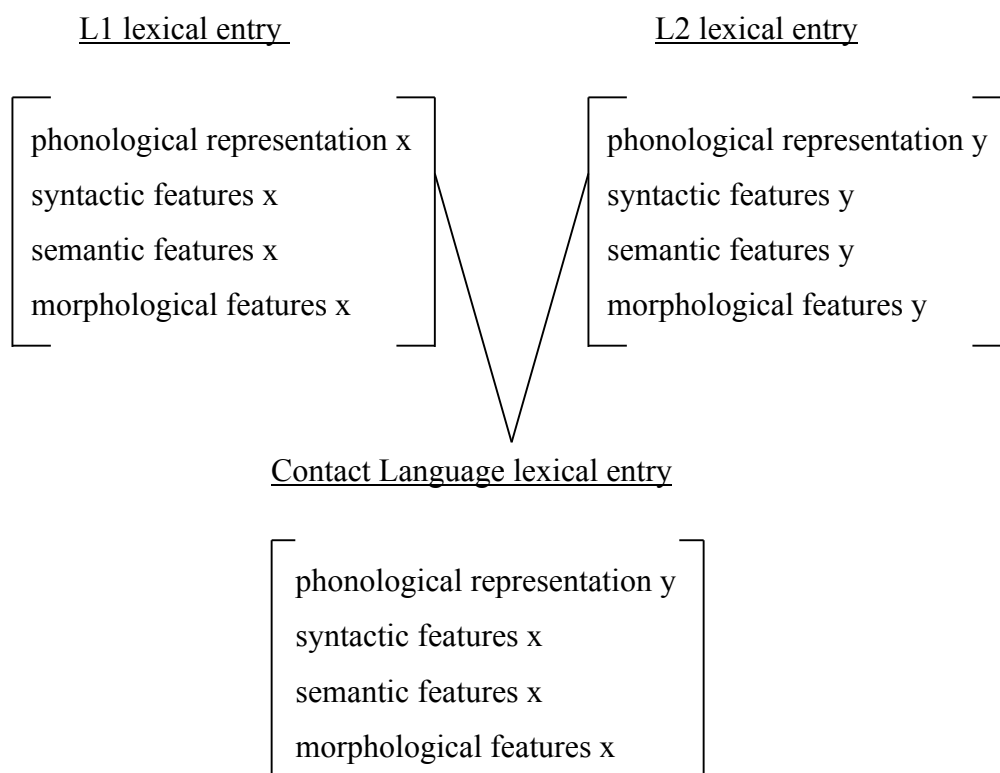 L1 lexical entry
L2 lexical entry
phonological representation x
syntactic features x
semantic features x
morphological features x
phonological representation y
syntactic features y
semantic features y
morphological features y
Contact Language lexical entry
phonological representation y
syntactic features x
semantic features x
morphological features x